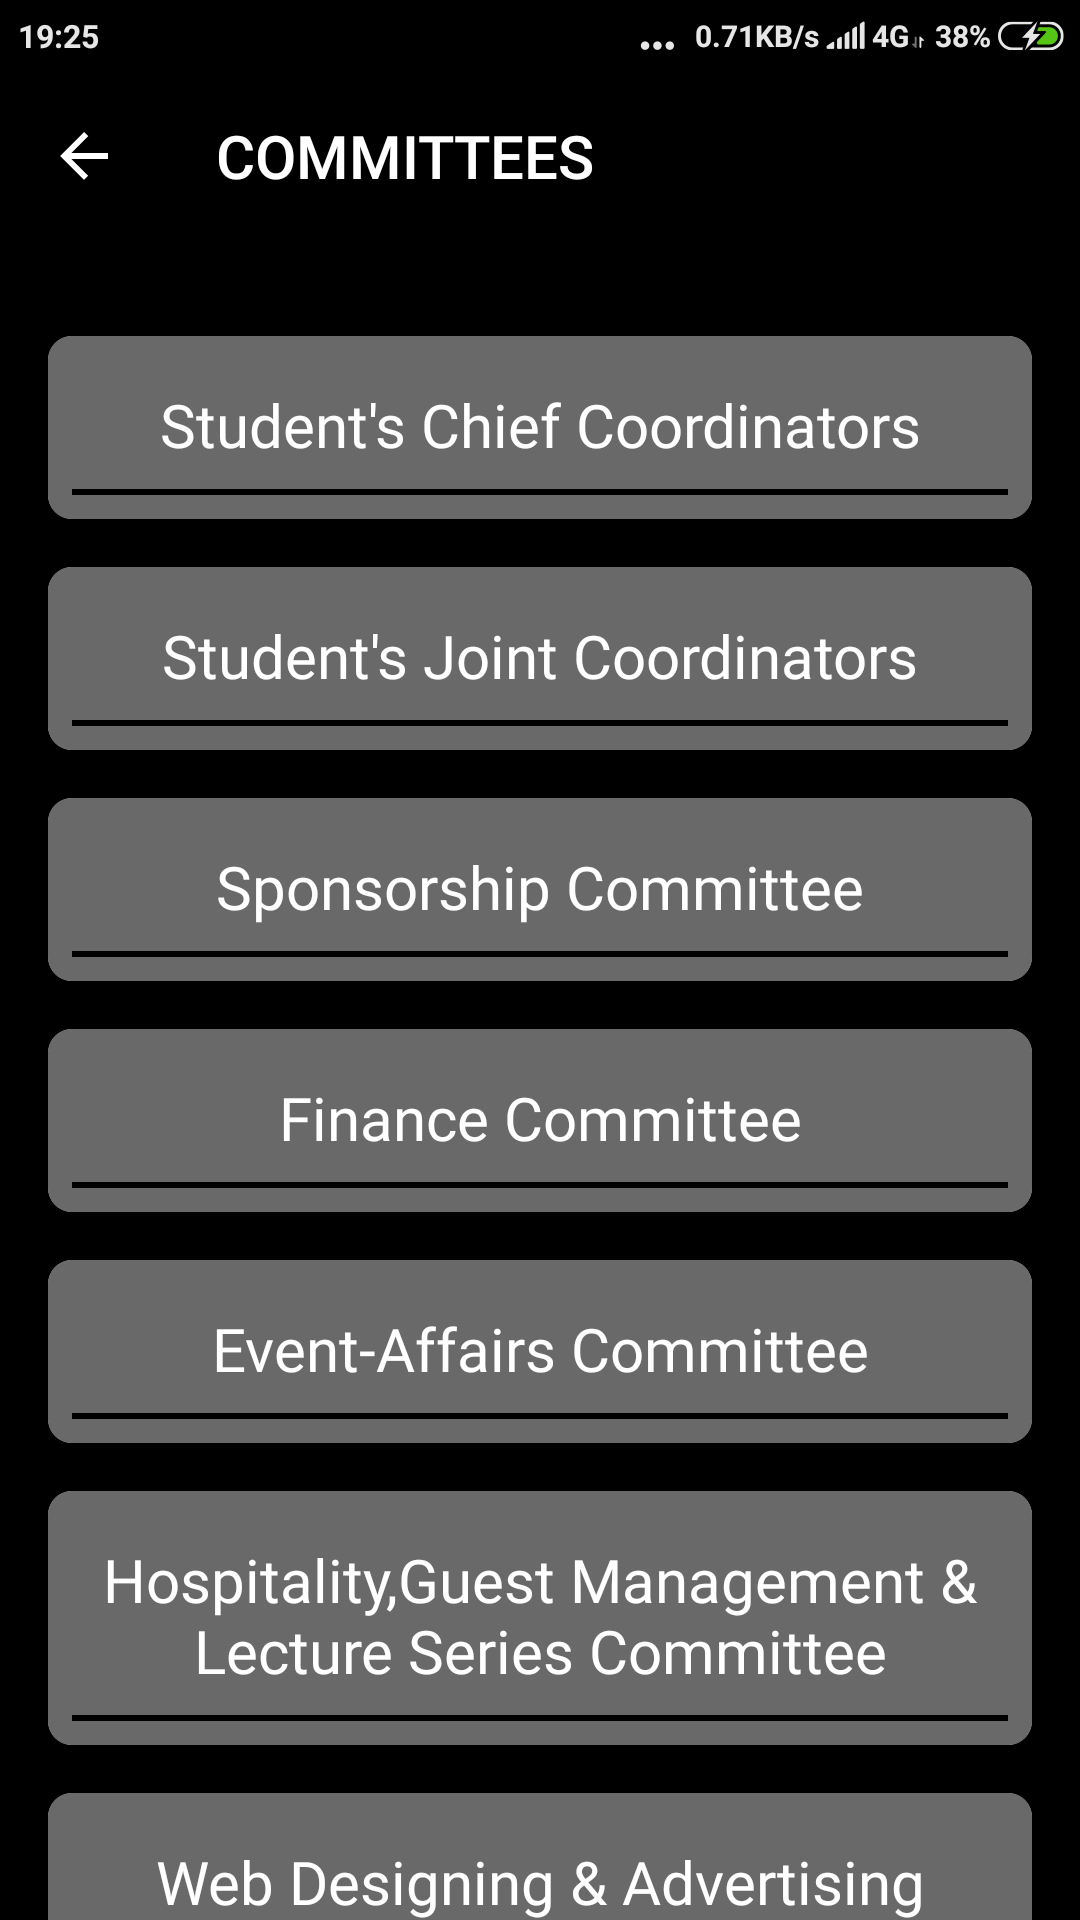 19:25 ... 0.71KB/s 4G 38%
COMMITTEES
Student's Chief Coordinators
Student's Joint Coordinators
Sponsorship Committee
Finance Committee
Event-Affairs Committee
Hospitality,Guest Management &
Lecture Series Committee
Web Designing & Advertising